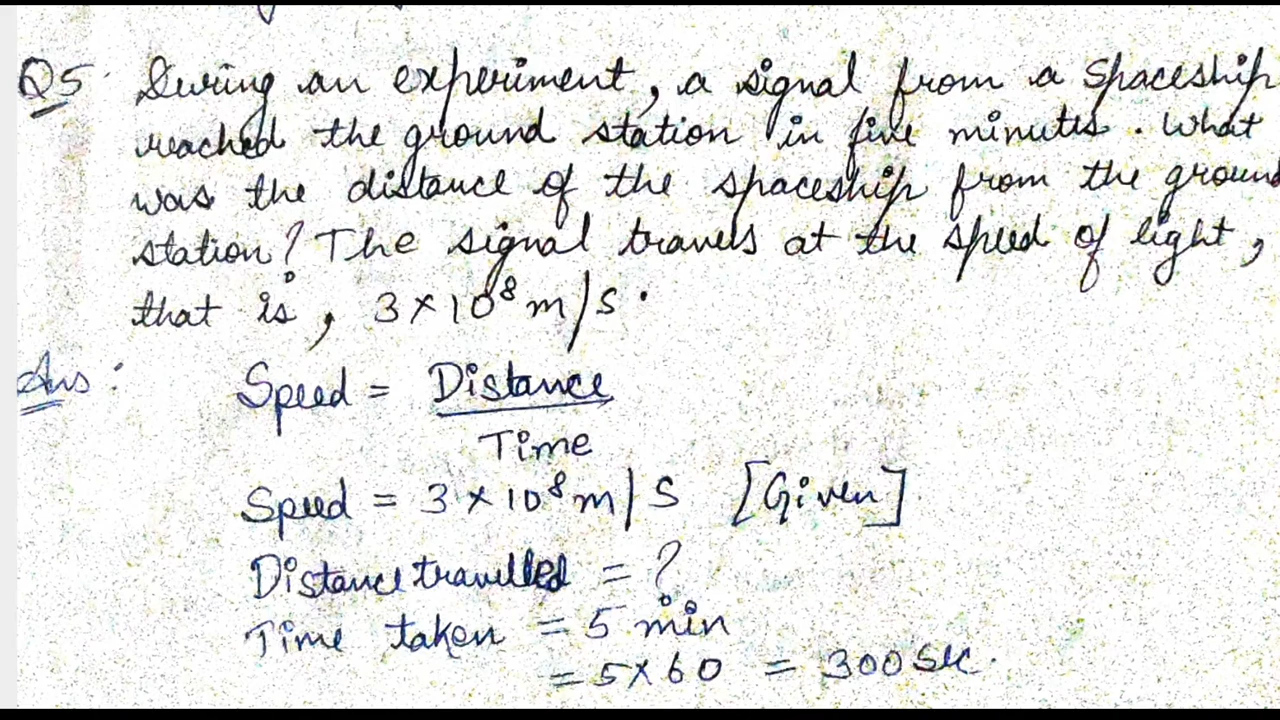 Q5. During an experiment, a signal from a spaceship
reached the ground station in five minutes. What
was the distance of the spaceship from the ground
station? The signal travels at the speed of light,
that is, 3×10⁸ m/s.
Ans: Speed = Distance
Time
Speed = 3×10⁸ m/s [Given]
Distance travelled = ?
Time taken = 5 min
= 5×60 = 300 sec.